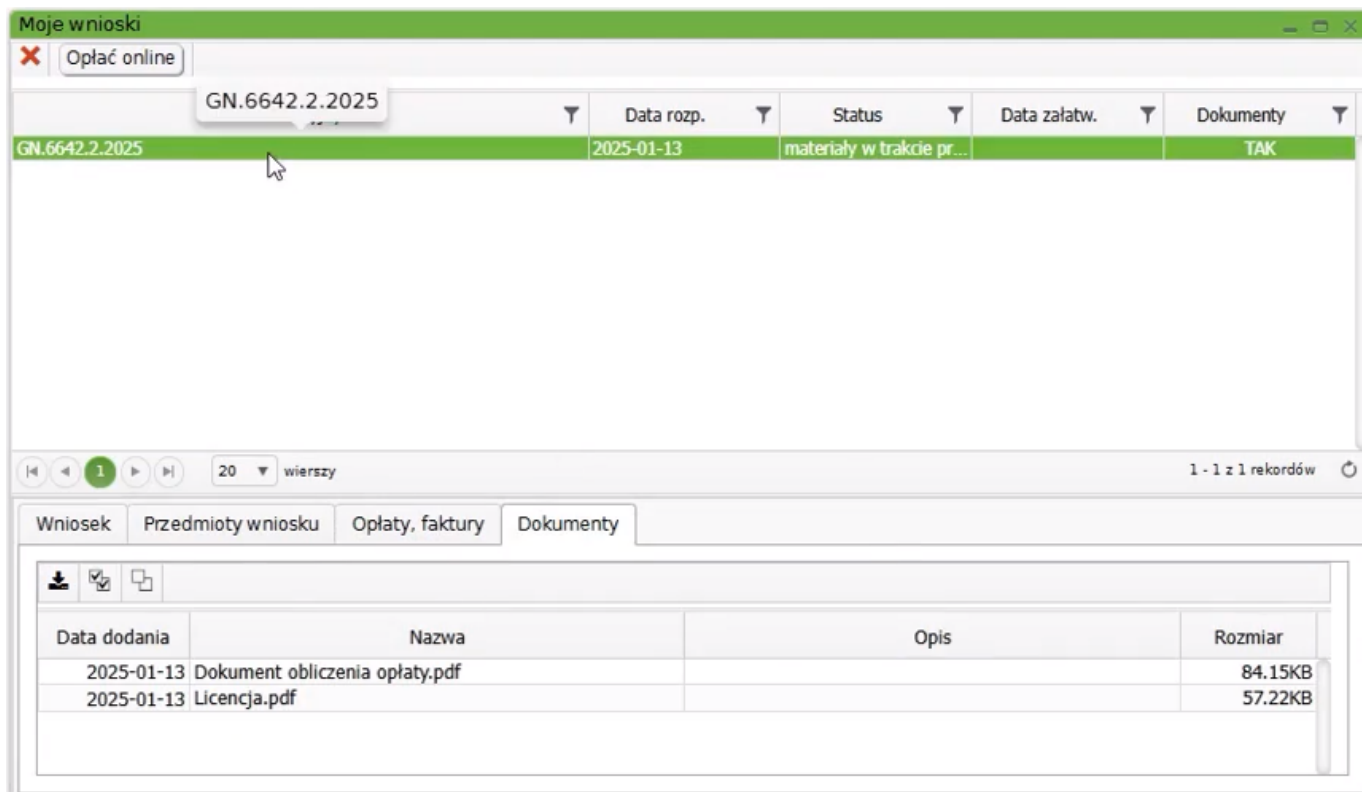 Moje wnioski
Opłać online
GN.6642.2.2025
Data rozp. Status Data załatw. Dokumenty
GN.6642.2.2025 2025-01-13 materiały w trakcie pr... TAK
1 20 wierszy 1 - 1 z 1 rekordów
Wniosek Przedmioty wniosku Opłaty, faktury Dokumenty
Data dodania Nazwa Opis Rozmiar
2025-01-13 Dokument obliczenia opłaty.pdf 84.15KB
2025-01-13 Licencja.pdf 57.22KB